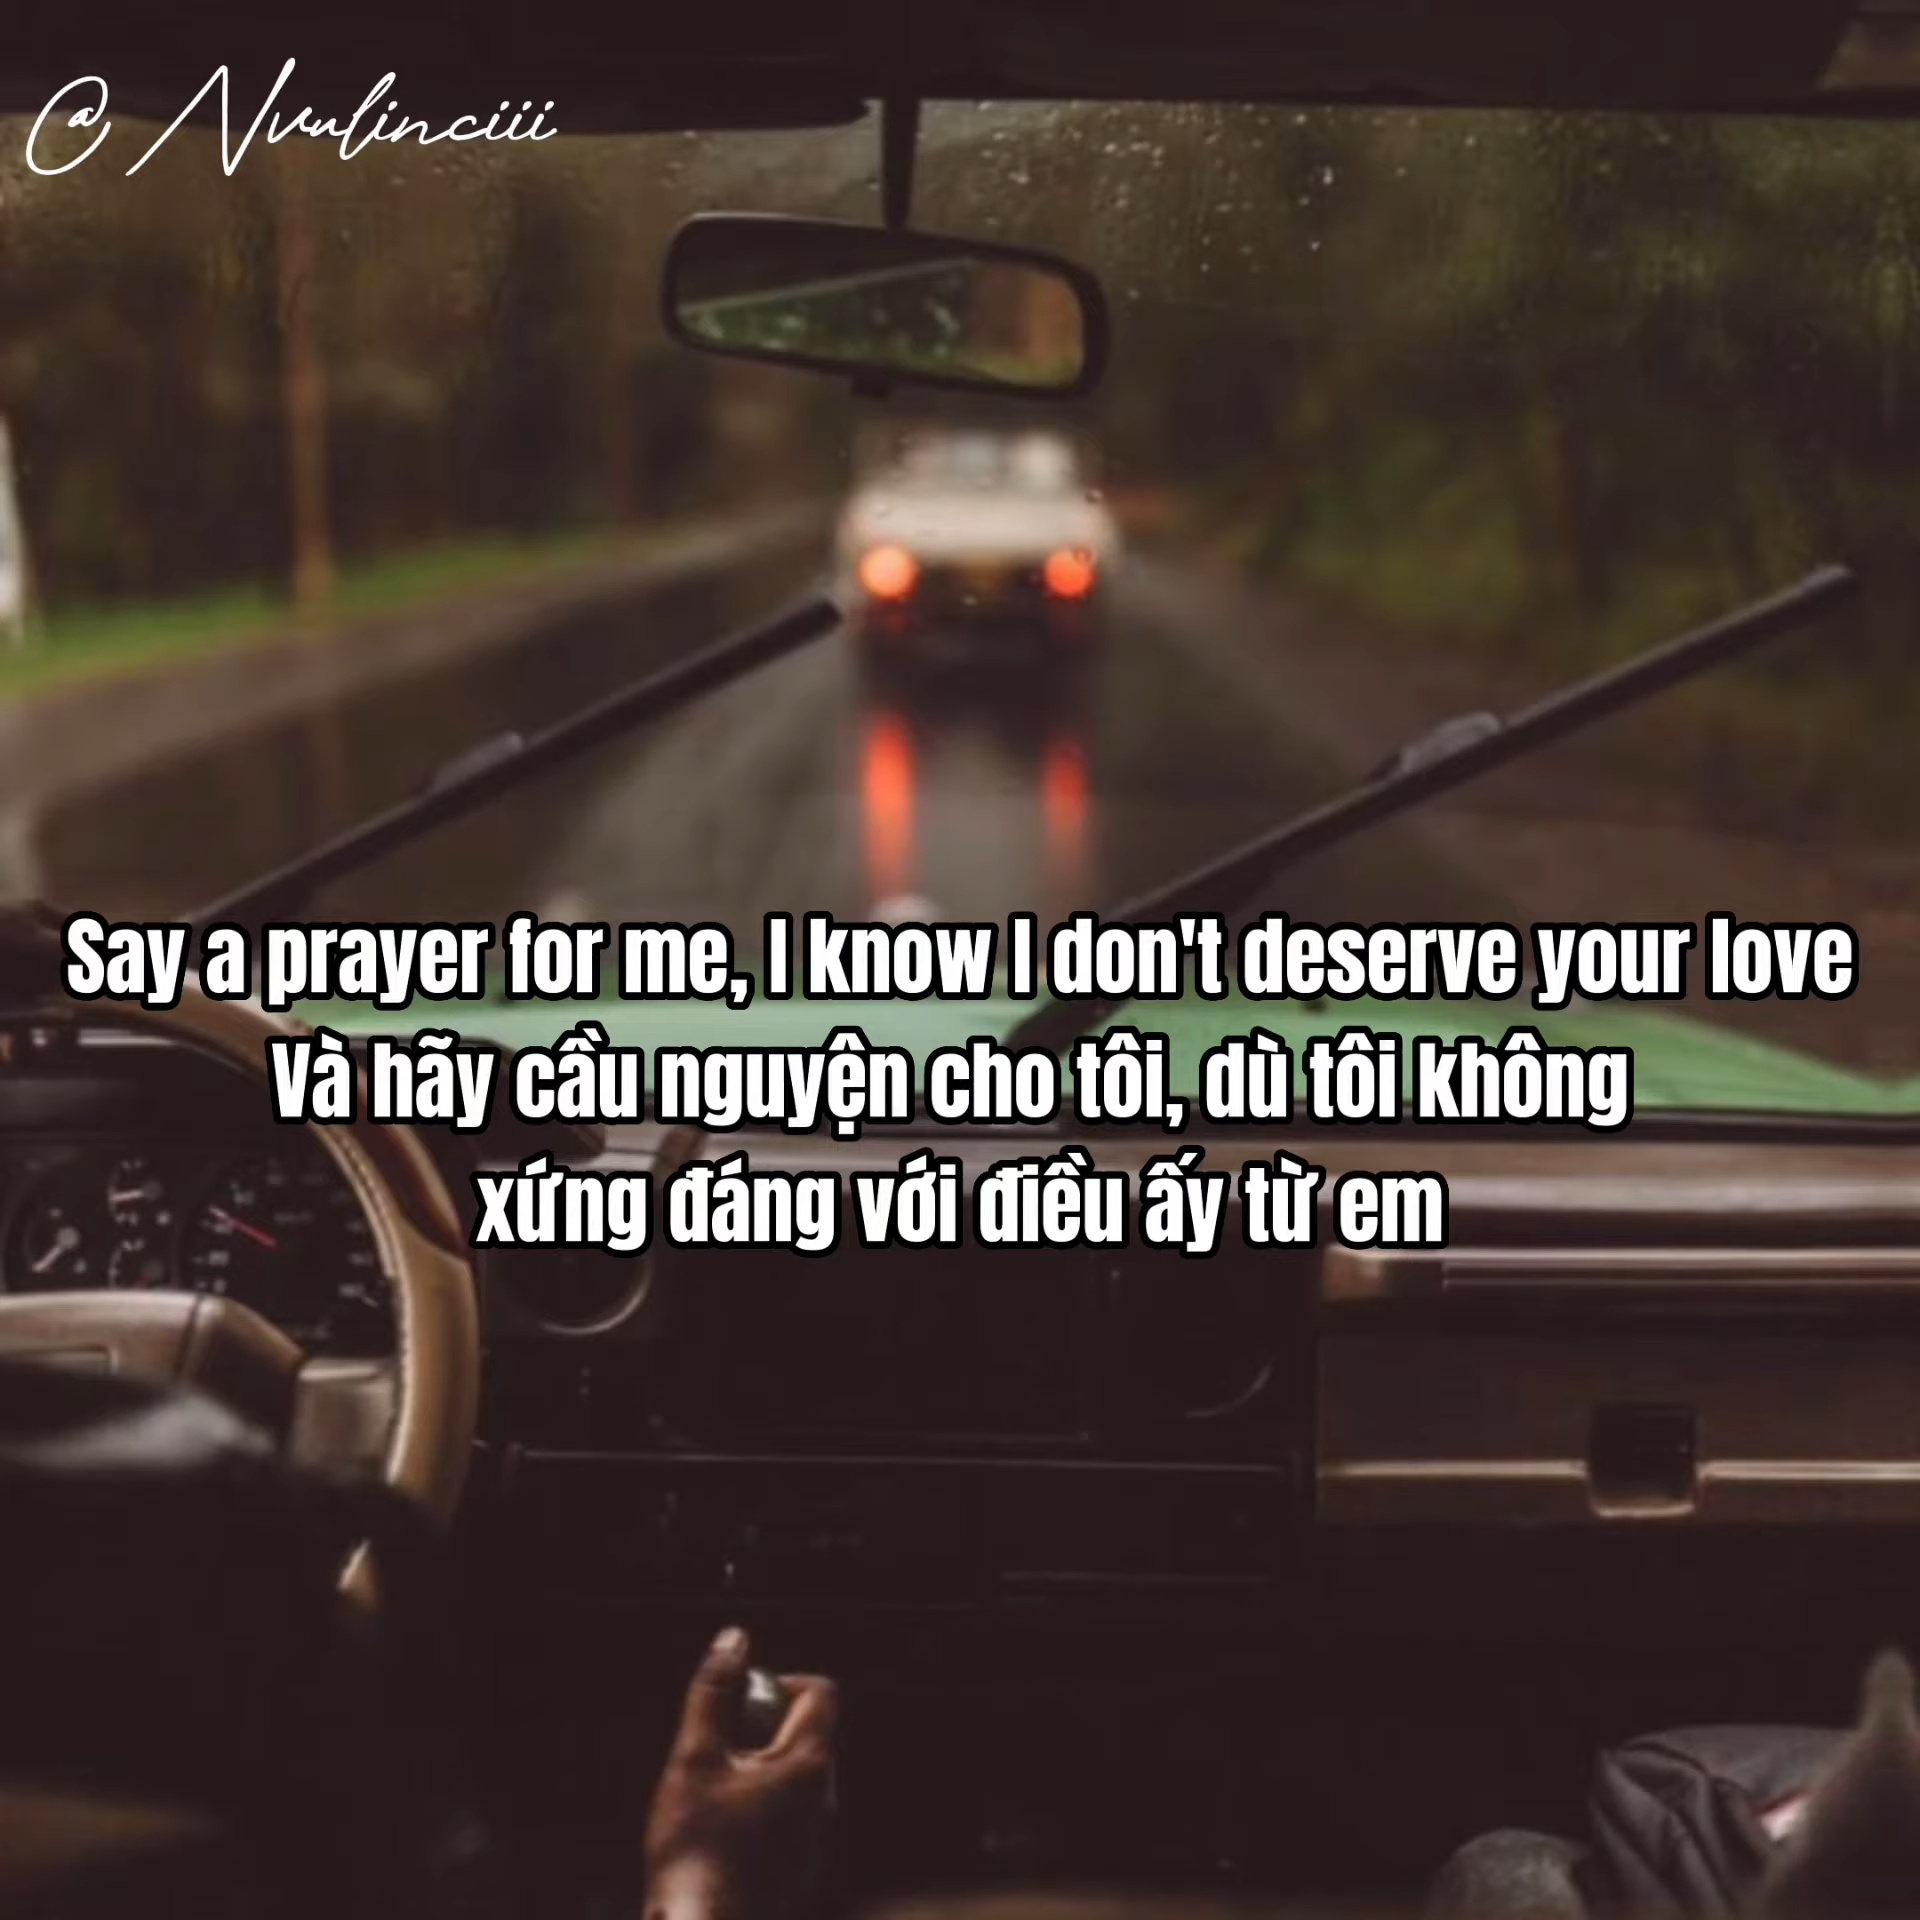 @ Nvulinciii
Say a prayer for me, I know I don't deserve your love
Và hãy cầu nguyện cho tôi, dù tôi không
xứng đáng với điều ấy từ em